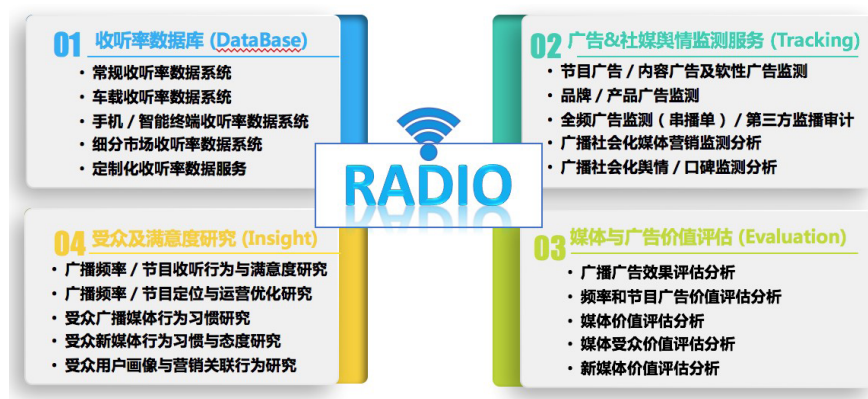 01 收听率数据库 (DataBase)
• 常规收听率数据系统
• 车载收听率数据系统
• 手机 / 智能终端收听率数据系统
• 细分市场收听率数据系统
• 定制化收听率数据服务
02 广告&社媒舆情监测服务 (Tracking)
• 节目广告 / 内容广告及软性广告监测
• 品牌 / 产品广告监测
• 全频广告监测（串播单）/ 第三方监播审计
• 广播社会化媒体营销监测分析
• 广播社会化舆情 / 口碑监测分析
RADIO
04 受众及满意度研究 (Insight)
• 广播频率 / 节目收听行为与满意度研究
• 广播频率 / 节目定位与运营优化研究
• 受众广播媒体行为习惯研究
• 受众新媒体行为习惯与态度研究
• 受众用户画像与营销关联行为研究
03 媒体与广告价值评估 (Evaluation)
• 广播广告效果评估分析
• 频率和节目广告价值评估分析
• 媒体价值评估分析
• 媒体受众价值评估分析
• 新媒体价值评估分析